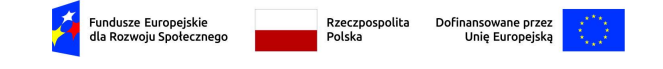 Fundusze Europejskie
dla Rozwoju Społecznego
Rzeczpospolita
Polska
Dofinansowane przez
Unię Europejską